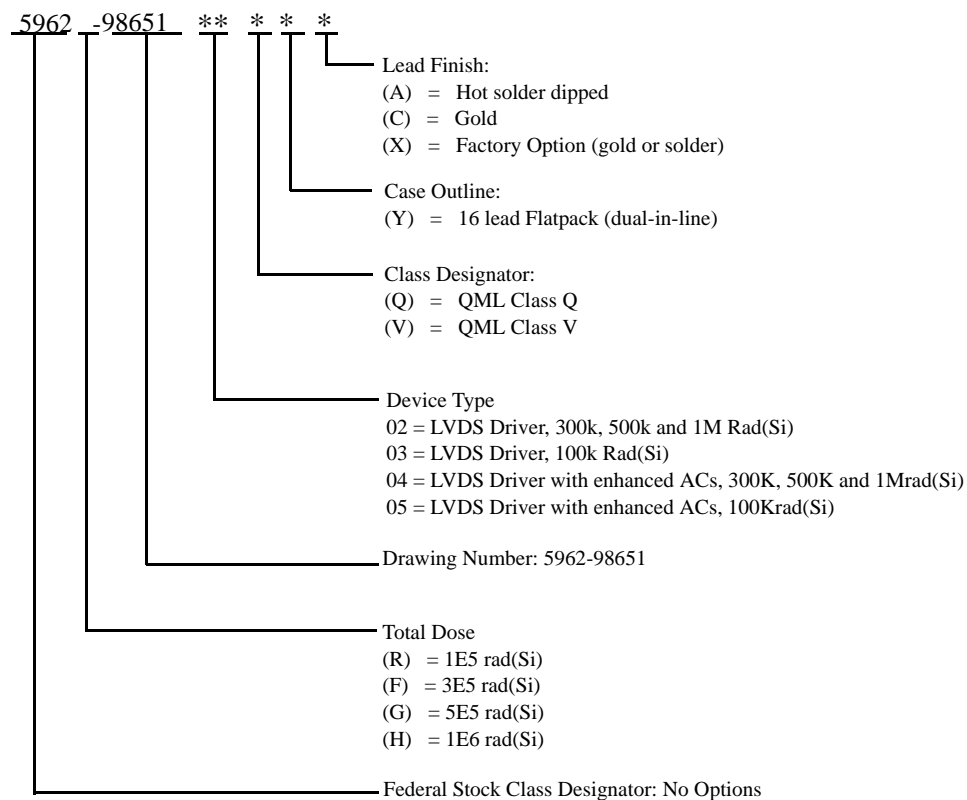 5962 -98651 ** * * *
Lead Finish:
(A) = Hot solder dipped
(C) = Gold
(X) = Factory Option (gold or solder)
Case Outline:
(Y) = 16 lead Flatpack (dual-in-line)
Class Designator:
(Q) = QML Class Q
(V) = QML Class V
Device Type
02 = LVDS Driver, 300k, 500k and 1M Rad(Si)
03 = LVDS Driver, 100k Rad(Si)
04 = LVDS Driver with enhanced ACs, 300K, 500K and 1Mrad(Si)
05 = LVDS Driver with enhanced ACs, 100Krad(Si)
Drawing Number: 5962-98651
Total Dose
(R) = 1E5 rad(Si)
(F) = 3E5 rad(Si)
(G) = 5E5 rad(Si)
(H) = 1E6 rad(Si)
Federal Stock Class Designator: No Options